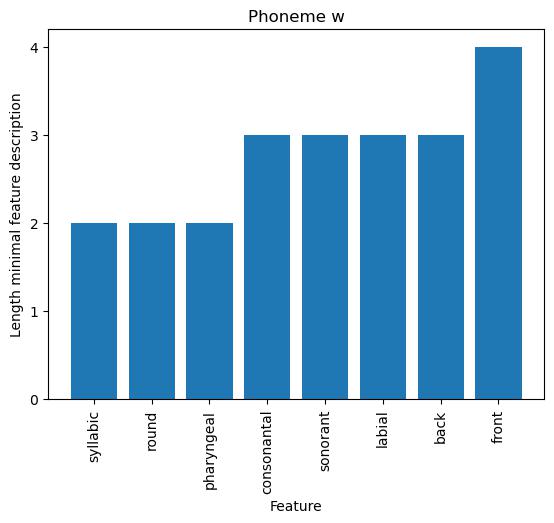 Phoneme w
Length minimal feature description
4
3
2
1
0
syllabic
round
pharyngeal
consonantal
sonorant
labial
back
front
Feature